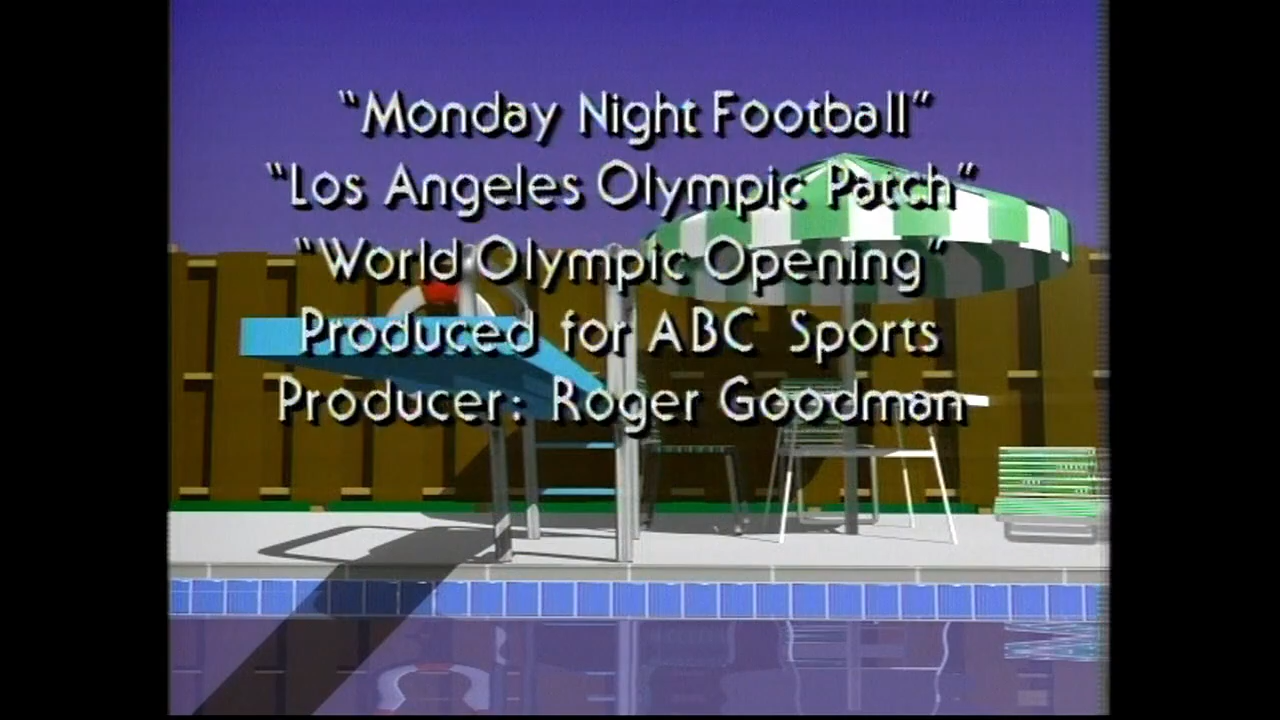 "Monday Night Football"
"Los Angeles Olympic Patch"
"World Olympic Opening"
Produced for ABC Sports
Producer: Roger Goodman